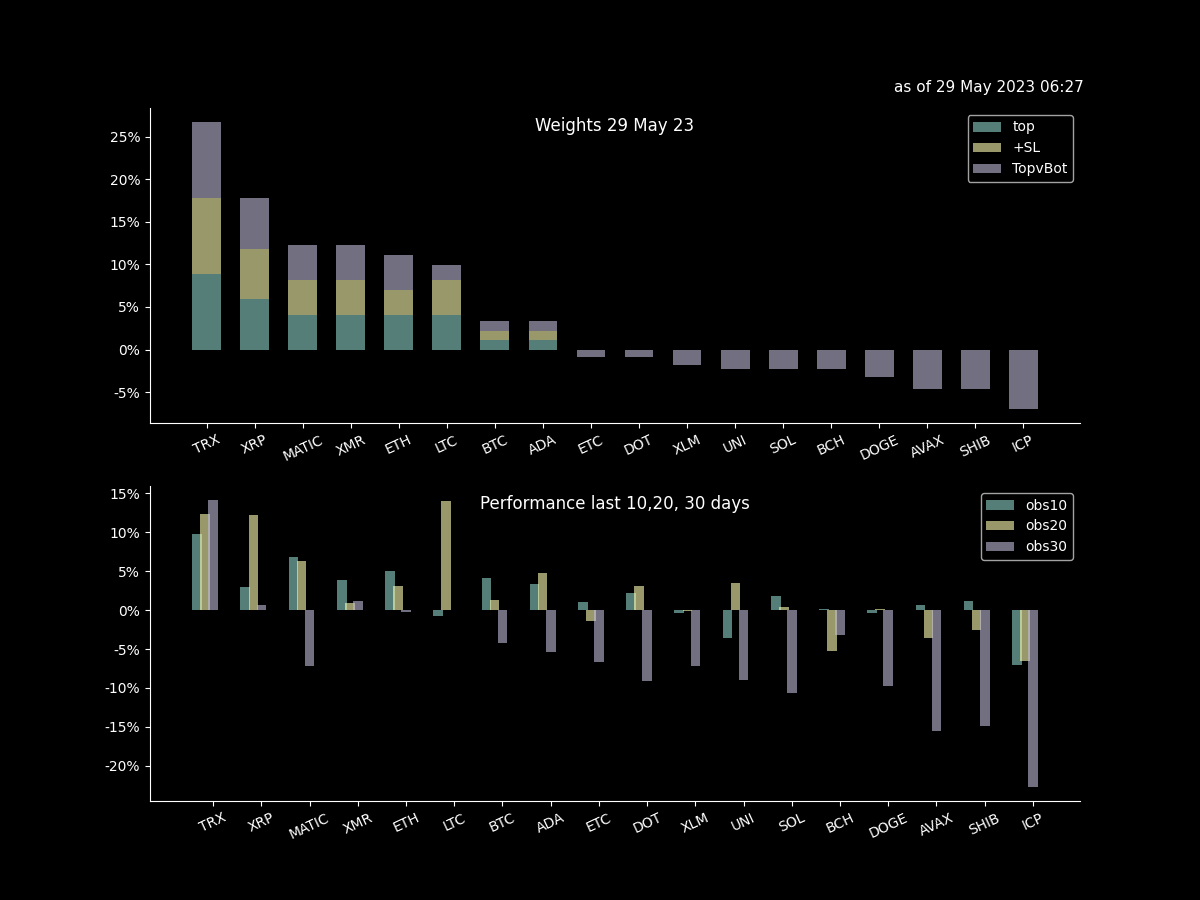 as of 29 May 2023 06:27
Weights 29 May 23
top
+SL
TopvBot
25%
20%
15%
10%
5%
0%
-5%
TRX XRP MATIC XMR ETH LTC BTC ADA ETC DOT XLM UNI SOL BCH DOGE AVAX SHIB ICP
Performance last 10,20, 30 days
obs10
obs20
obs30
15%
10%
5%
0%
-5%
-10%
-15%
-20%
TRX XRP MATIC XMR ETH LTC BTC ADA ETC DOT XLM UNI SOL BCH DOGE AVAX SHIB ICP